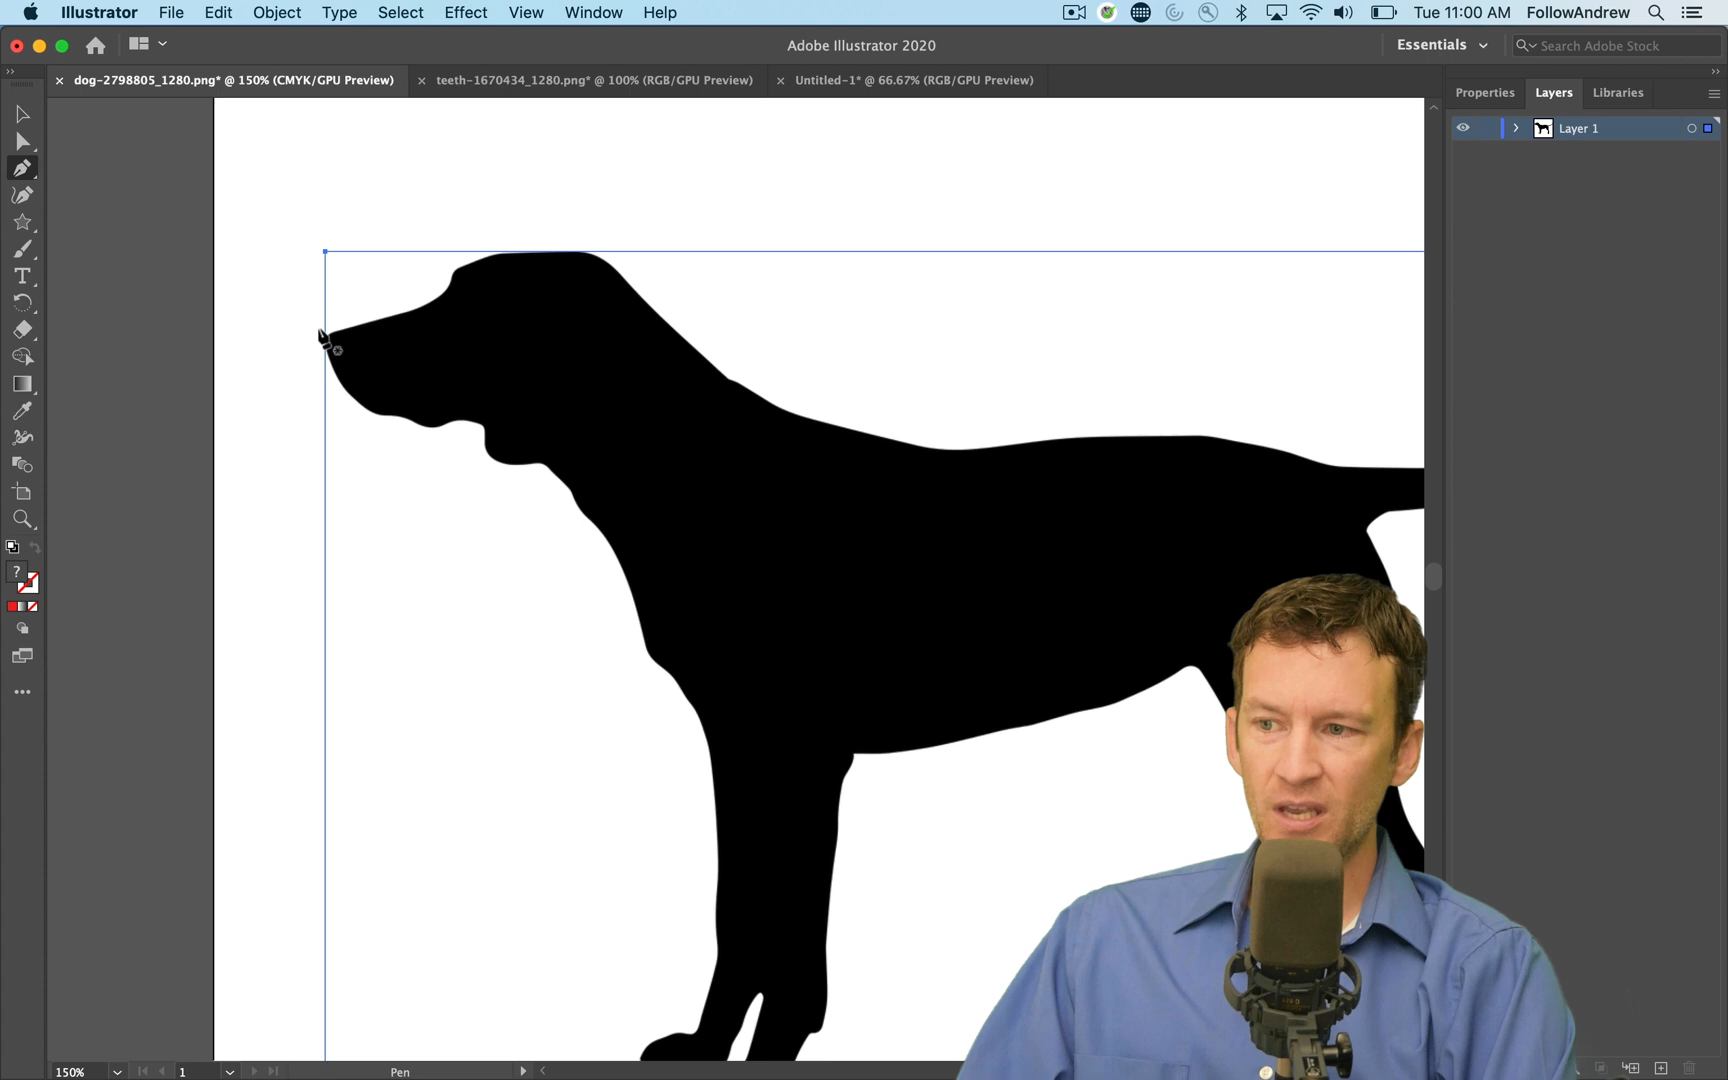 Illustrator File Edit Object Type Select Effect View Window Help Tue 11:00 AM FollowAndrew
Adobe Illustrator 2020 Essentials Search Adobe Stock
dog-2798805_1280.png* @ 150% (CMYK/GPU Preview) teeth-1670434_1280.png* @ 100% (RGB/GPU Preview) Untitled-1* @ 66.67% (RGB/GPU Preview)
Properties Layers Libraries
Layer 1
?
150% 1 Pen